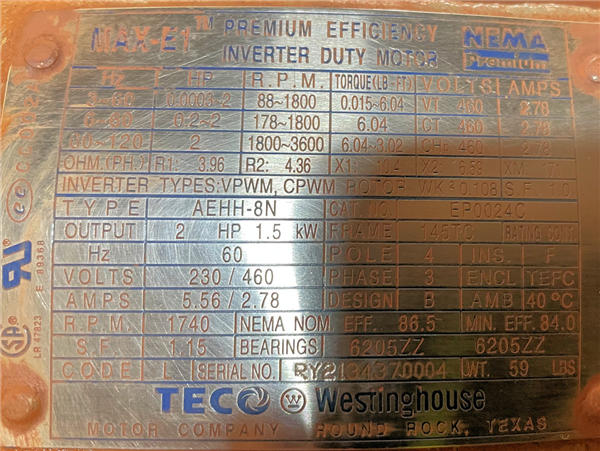 MAX-E1™ PREMIUM EFFICIENCY
INVERTER DUTY MOTOR
NEMA
Premium
Hz HP R.P.M. TORQUE(LB-FT) VOLTS AMPS
3-60 0.0003-2 88-1800 0.015-6.04 VT 460 2.78
6-60 0.2-2 178-1800 6.04 CT 460 2.78
60-120 2 1800-3600 6.04-3.02 CHP 460 2.78
OHM:(PH.) R1: 3.96 R2: 4.36 X1: X2: 6.59 XM:
INVERTER TYPES:VPWM, CPWM ROTOR WK² 0.108 S.F. 1.0
TYPE AEHH-8N CAT. NO. EP0024C
OUTPUT 2 HP 1.5 kW FRAME 145TC RATING CONT.
Hz 60 POLE 4 INS. F
VOLTS 230/460 PHASE 3 ENCL TEFC
AMPS 5.56/2.78 DESIGN B AMB 40°C
R.P.M. 1740 NEMA NOM EFF. 86.5 MIN. EFF. 84.0
S.F. 1.15 BEARINGS 6205ZZ 6205ZZ
CODE L SERIAL NO. RY2134370004 WT. 59 LBS
TECO Westinghouse
MOTOR COMPANY ROUND ROCK, TEXAS
E 89368
SA
LR 47823